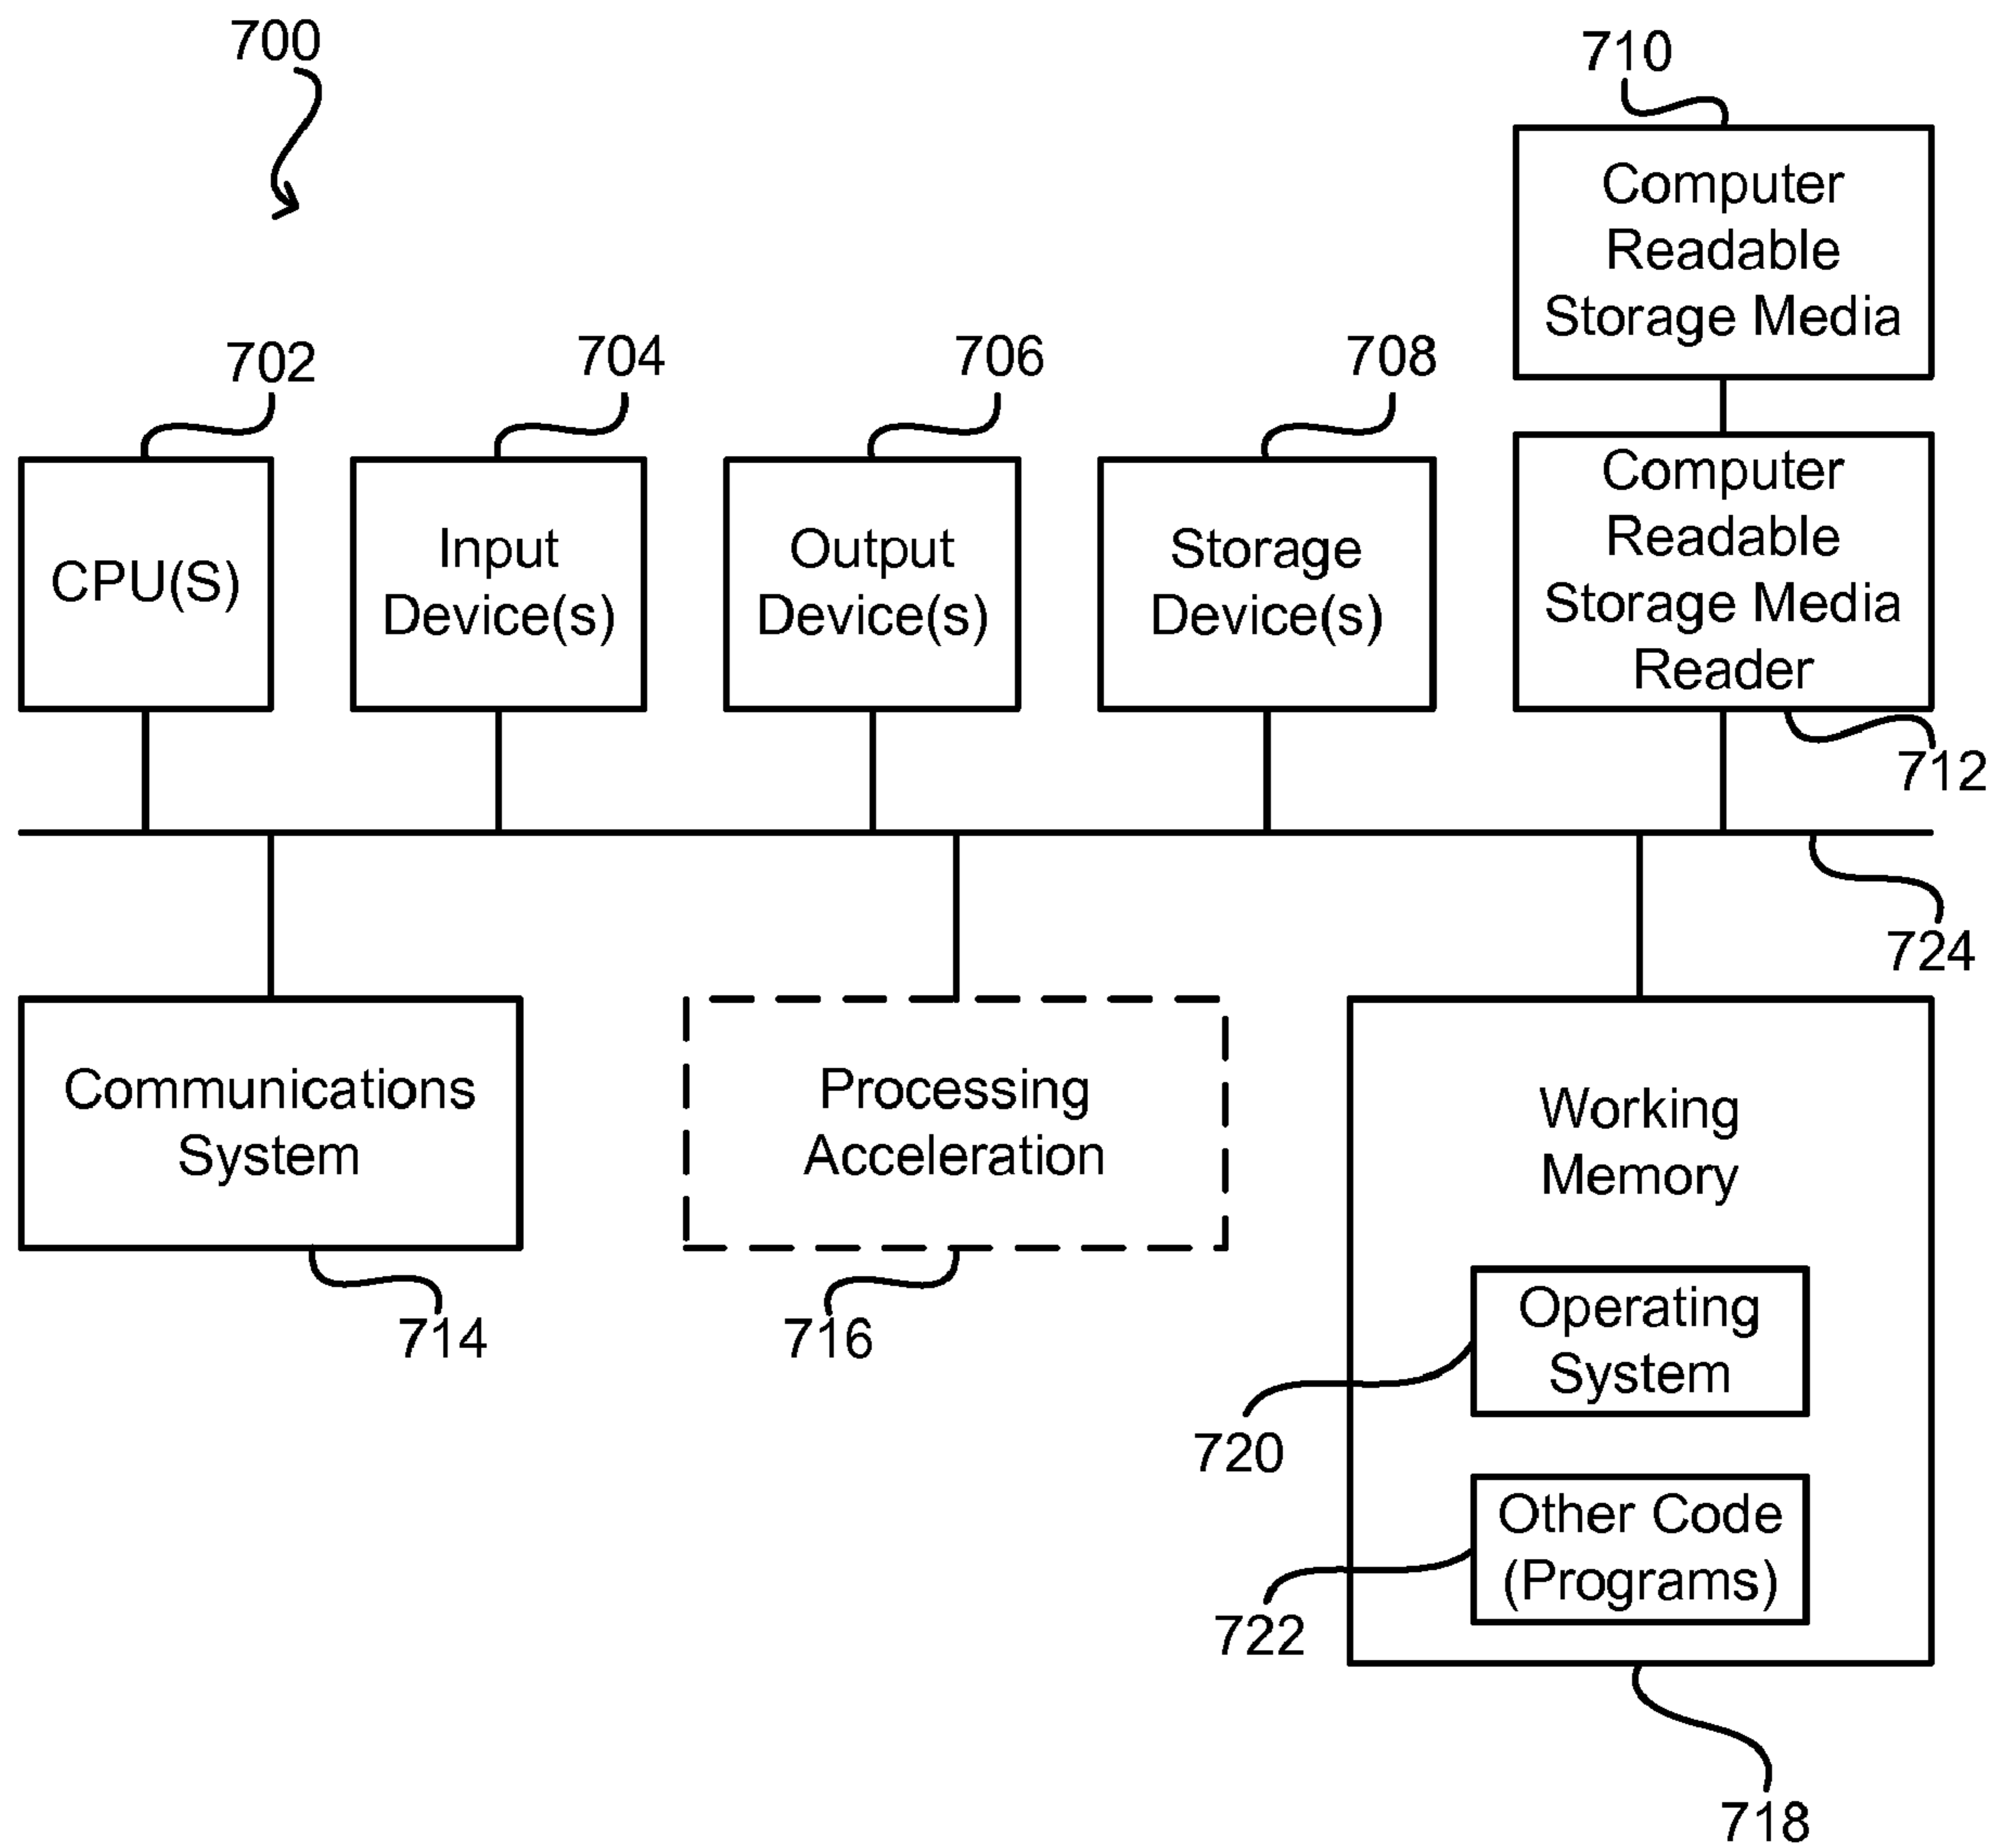 700
710
Computer
Readable
Storage Media
702
704
706
708
CPU(S)
Input
Device(s)
Output
Device(s)
Storage
Device(s)
Computer
Readable
Storage Media
Reader
712
724
Communications
System
714
Processing
Acceleration
716
Working
Memory
Operating
System
720
Other Code
(Programs)
722
718